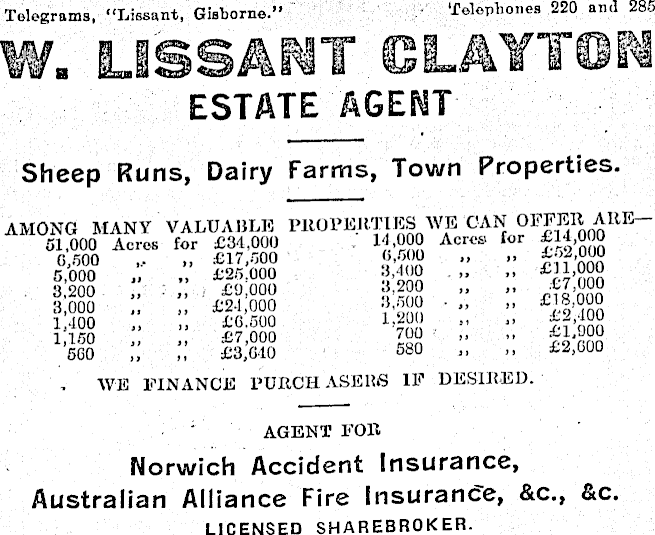 Telegrams, "Lissant, Gisborne." Telephones 220 and 285
W. LISSANT CLAYTON
ESTATE AGENT
Sheep Runs, Dairy Farms, Town Properties.
AMONG MANY VALUABLE PROPERTIES WE CAN OFFER ARE—
51,000 Acres for £34,000 14,000 Acres for £14,000
6,500 ,, ,, £17,500 6,500 ,, ,, £52,000
5,000 ,, ,, £25,000 3,400 ,, ,, £11,000
3,200 ,, ,, £9,000 3,200 ,, ,, £7,000
3,000 ,, ,, £24,000 3,500 ,, ,, £18,000
1,400 ,, ,, £6.500 1,200 ,, ,, £2,400
1,150 ,, ,, £7,000 700 ,, ,, £1,900
560 ,, ,, £3,640 580 ,, ,, £2,600
WE FINANCE PURCHASERS IF DESIRED.
AGENT FOR
Norwich Accident Insurance,
Australian Alliance Fire Insurance, &c., &c.
LICENSED SHAREBROKER.